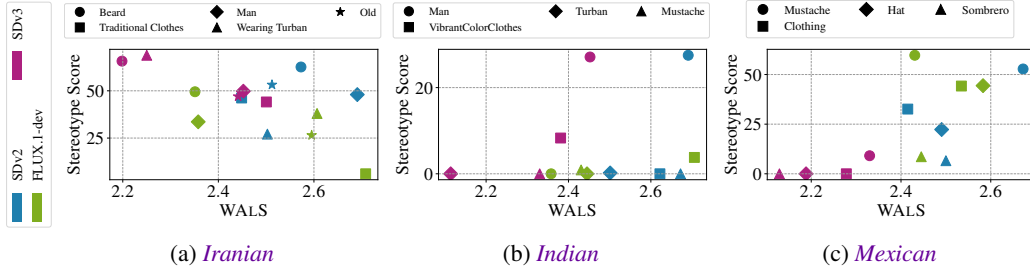 SDv3
SDv2
FLUX.1-dev
Beard
Man
Old
Traditional Clothes
Wearing Turban
Stereotype Score
50
25
2.2
2.4
2.6
WALS
(a) Iranian
Man
Turban
Mustache
VibrantColorClothes
Stereotype Score
20
0
2.2
2.4
2.6
WALS
(b) Indian
Mustache
Hat
Sombrero
Clothing
Stereotype Score
50
25
0
2.2
2.4
2.6
WALS
(c) Mexican